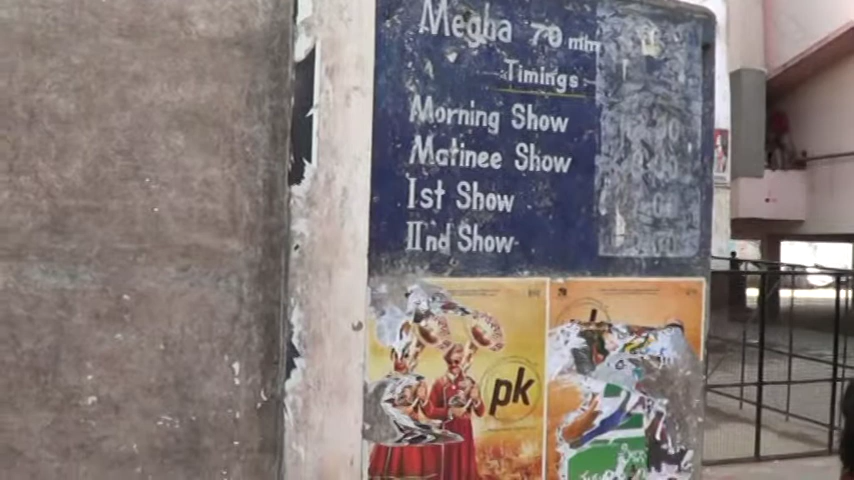 Megha 70 mm
Timings
Morning Show
Matinee Show
Ist Show
IInd Show
pk